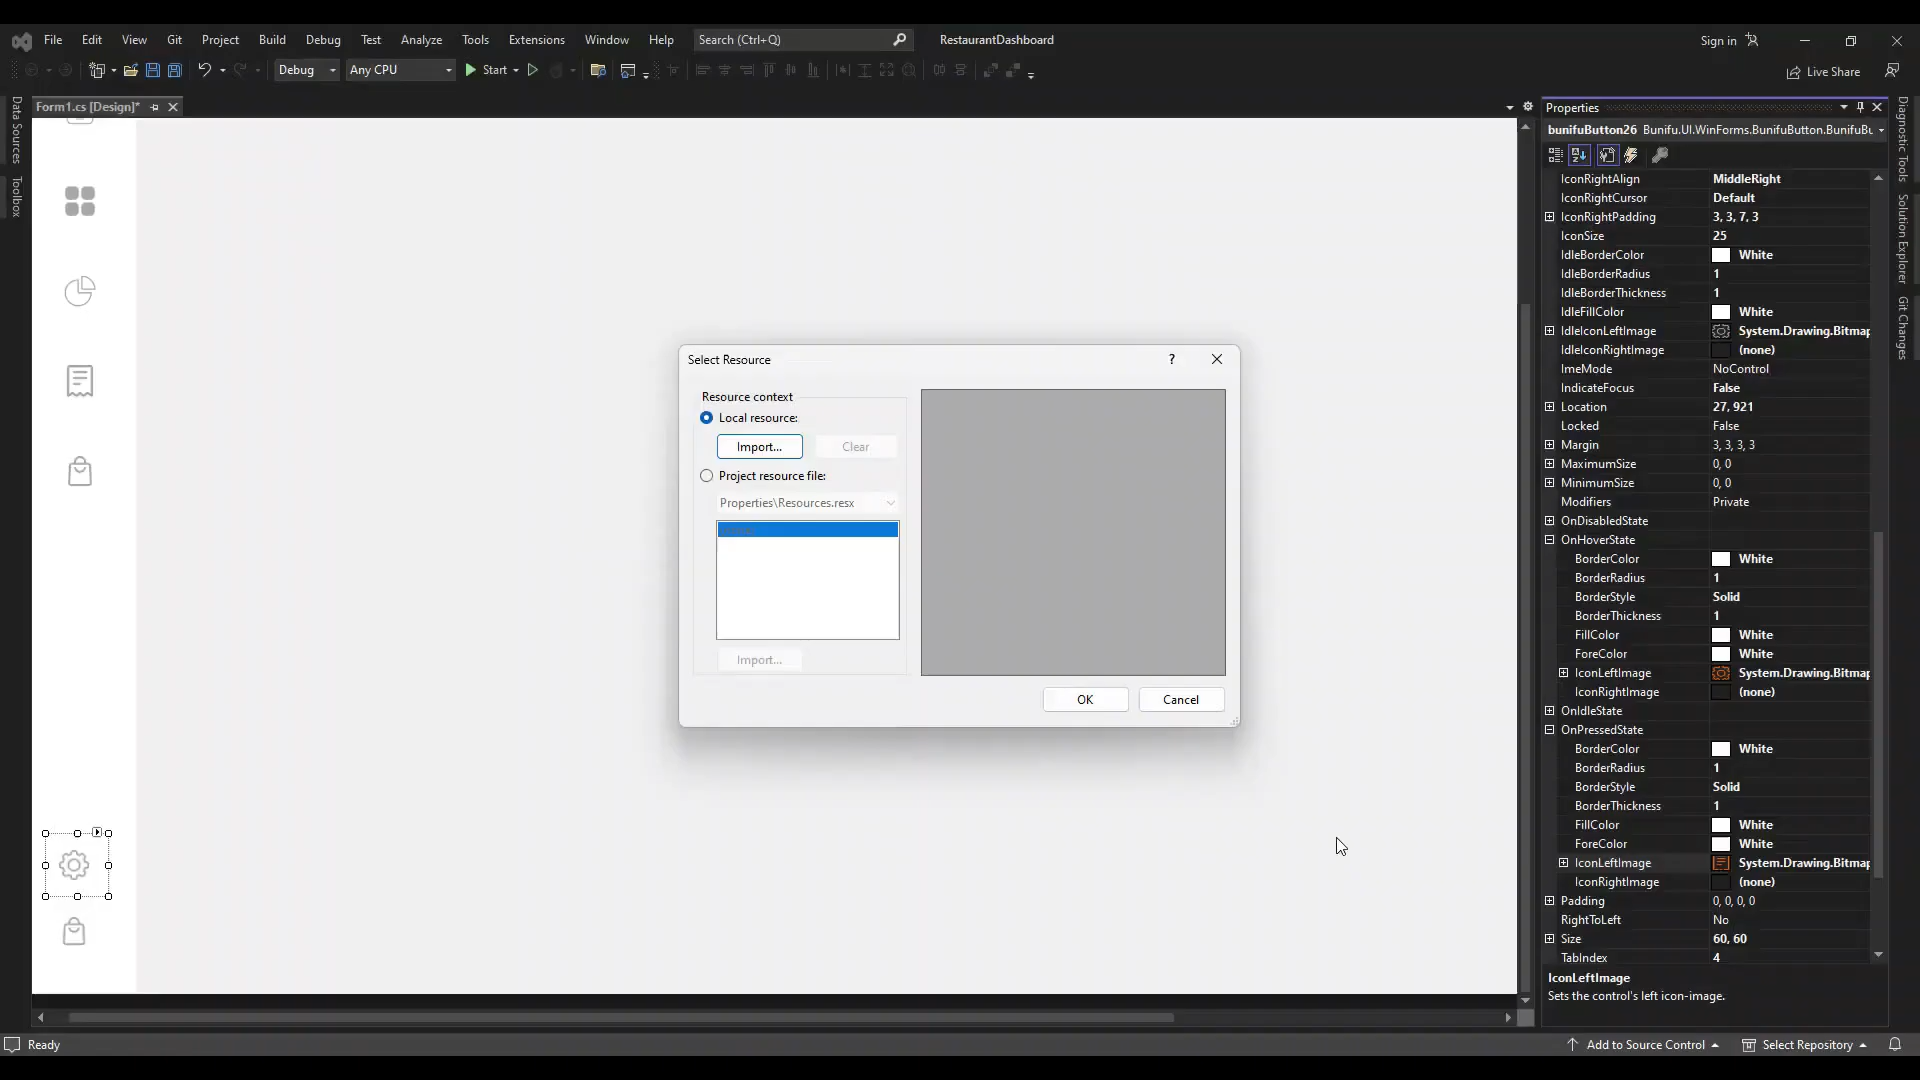 File Edit View Git Project Build Debug Test Analyze Tools Extensions Window Help Search (Ctrl+Q) RestaurantDashboard Sign in
Debug Any CPU Start Live Share
Form1.cs [Design]* Properties
bunifuButton26 Bunifu.UI.WinForms.BunifuButton.BunifuBu
Data Sources
Toolbox
Diagnostic Tools
Solution Explorer
Git Changes
IconRightAlign MiddleRight
IconRightCursor Default
IconRightPadding 3, 3, 7, 3
IconSize 25
IdleBorderColor White
IdleBorderRadius 1
IdleBorderThickness 1
IdleFillColor White
IdleIconLeftImage System.Drawing.Bitmap
IdleIconRightImage (none)
ImeMode NoControl
IndicateFocus False
Location 27, 921
Locked False
Margin 3, 3, 3, 3
MaximumSize 0, 0
MinimumSize 0, 0
Modifiers Private
OnDisabledState
OnHoverState
BorderColor White
BorderRadius 1
BorderStyle Solid
BorderThickness 1
FillColor White
ForeColor White
IconLeftImage System.Drawing.Bitmap
IconRightImage (none)
OnIdleState
OnPressedState
BorderColor White
BorderRadius 1
BorderStyle Solid
BorderThickness 1
FillColor White
ForeColor White
IconLeftImage System.Drawing.Bitmap
IconRightImage (none)
Padding 0, 0, 0, 0
RightToLeft No
Size 60, 60
TabIndex 4
IconLeftImage
Sets the control's left icon-image.
Select Resource ?
Resource context
Local resource:
Import... Clear
Project resource file:
Properties\Resources.resx
Import...
OK Cancel
Ready Add to Source Control Select Repository